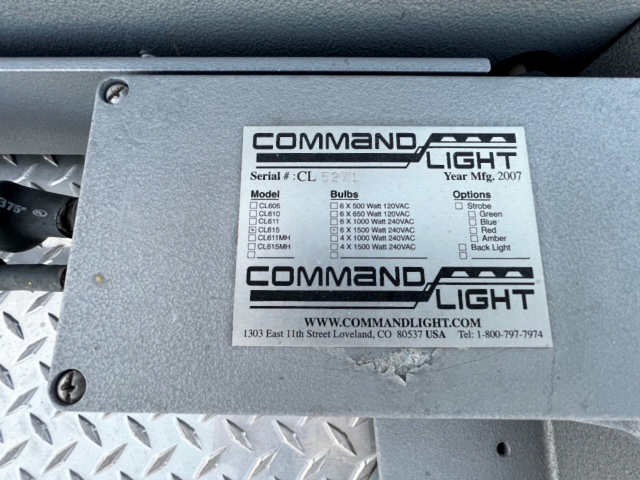 COMMAND
LIGHT
Serial # : CL 5271 Year Mfg. 2007
Model Bulbs Options
CL605 6 X 500 Watt 120VAC Strobe
CL610 6 X 650 Watt 120VAC Green
CL611 6 X 1000 Watt 240VAC Blue
CL615 6 X 1500 Watt 240VAC Red
CL611MH 4 X 1000 Watt 240VAC Amber
CL615MH 4 X 1500 Watt 240VAC Back Light
COMMAND
LIGHT
WWW.COMMANDLIGHT.COM
1303 East 11th Street Loveland, CO 80537 USA Tel: 1-800-797-7974